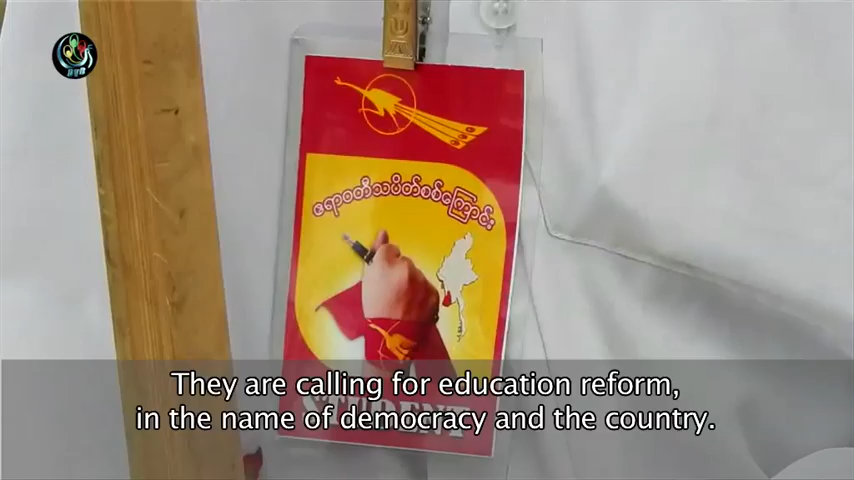 ဧရာဝတီသပိတ်စစ်ကြောင်း
They are calling for education reform,
in the name of democracy and the country.
STUDENT